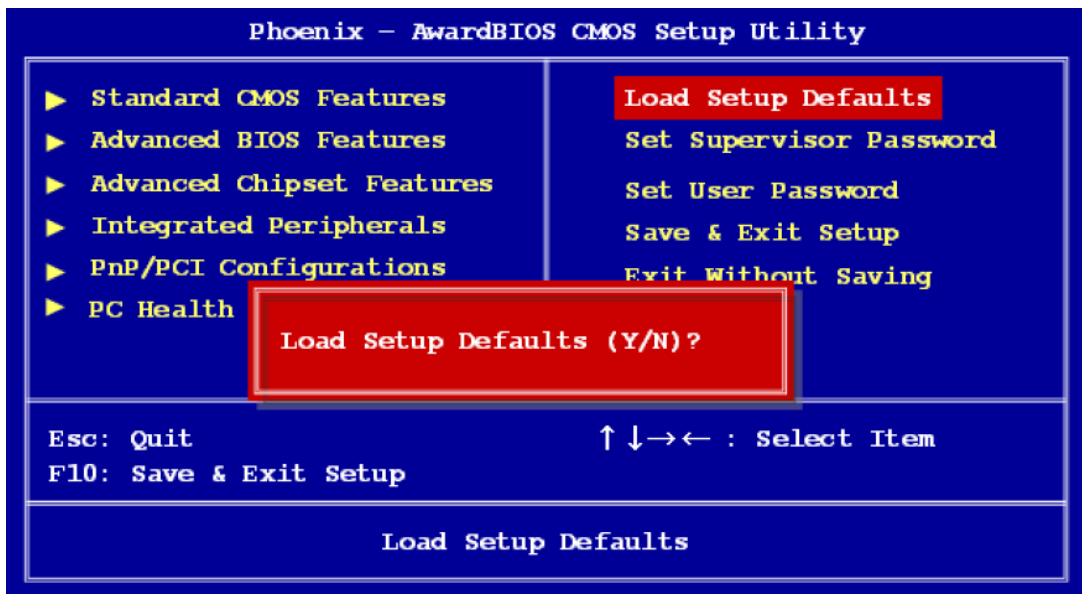 Phoenix — AwardBIOS CMOS Setup Utility
▶ Standard CMOS Features
▶ Advanced BIOS Features
▶ Advanced Chipset Features
▶ Integrated Peripherals
▶ PnP/PCI Configurations
▶ PC Health
Load Setup Defaults
Set Supervisor Password
Set User Password
Save & Exit Setup
Exit Without Saving
Load Setup Defaults (Y/N)?
Esc: Quit
↑↓→← : Select Item
F10: Save & Exit Setup
Load Setup Defaults